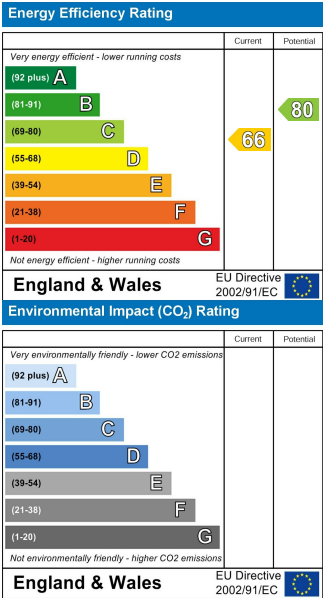 Energy Efficiency Rating
Current Potential
Very energy efficient - lower running costs
(92 plus) A
(81-91) B
(69-80) C
(55-68) D
(39-54) E
(21-38) F
(1-20) G
66
80
Not energy efficient - higher running costs
England & Wales
EU Directive
2002/91/EC
Environmental Impact (CO₂) Rating
Current Potential
Very environmentally friendly - lower CO2 emissions
(92 plus) A
(81-91) B
(69-80) C
(55-68) D
(39-54) E
(21-38) F
(1-20) G
Not environmentally friendly - higher CO2 emissions
England & Wales
EU Directive
2002/91/EC